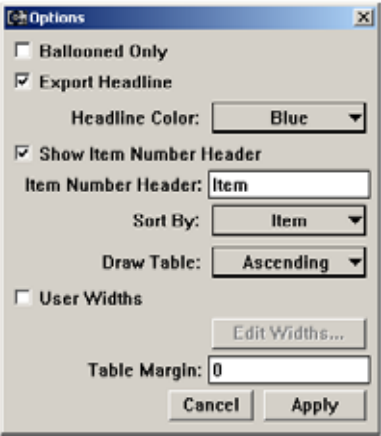 Options
Ballooned Only
Export Headline
Headline Color: Blue
Show Item Number Header
Item Number Header: Item
Sort By: Item
Draw Table: Ascending
User Widths
Edit Widths...
Table Margin: 0
Cancel Apply